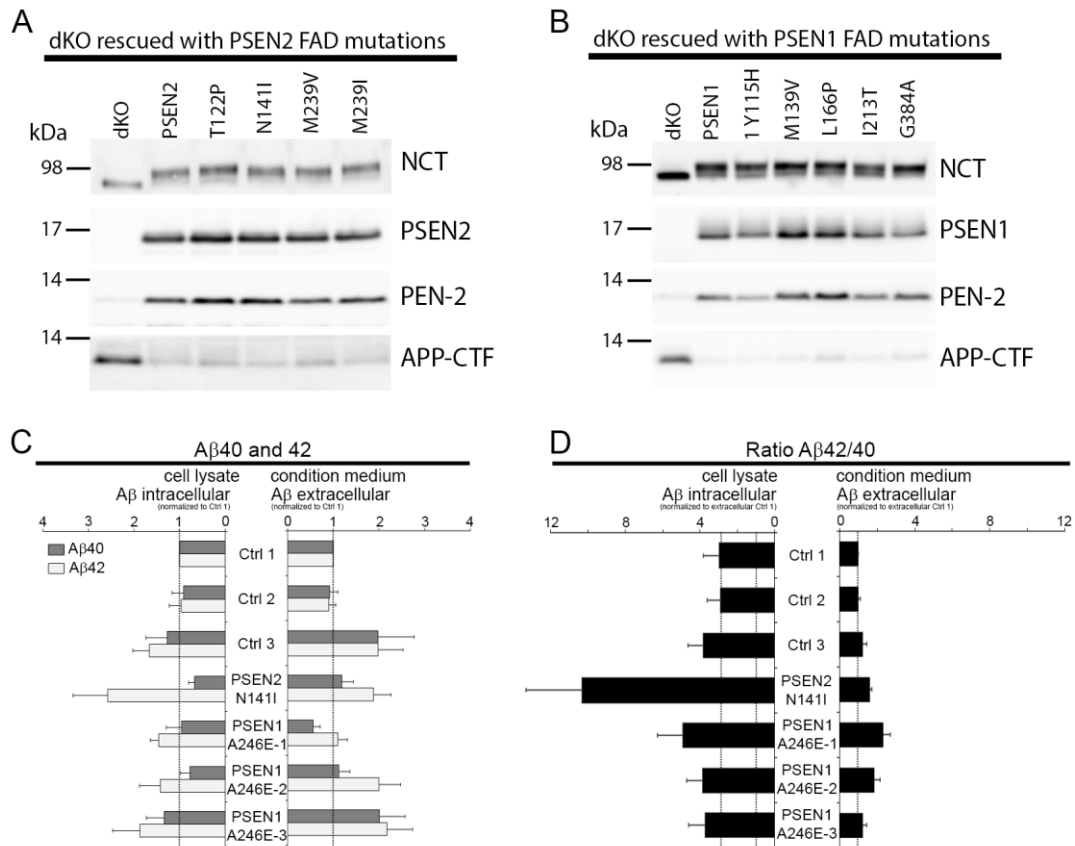 A
dKO rescued with PSEN2 FAD mutations
kDa
dKO
PSEN2
T122P
N141I
M239V
M239I
98
NCT
17
PSEN2
14
PEN-2
14
APP-CTF
B
dKO rescued with PSEN1 FAD mutations
kDa
dKO
PSEN1
1 Y115H
M139V
L166P
I213T
G384A
98
NCT
17
PSEN1
14
PEN-2
14
APP-CTF
C
Aβ40 and 42
cell lysate
Aβ intracellular
(normalized to Ctrl 1)
condition medium
Aβ extracellular
(normalized to Ctrl 1)
4 3 2 1 0
0 1 2 3 4
Aβ40
Aβ42
Ctrl 1
Ctrl 2
Ctrl 3
PSEN2
N141I
PSEN1
A246E-1
PSEN1
A246E-2
PSEN1
A246E-3
D
Ratio Aβ42/40
cell lysate
Aβ intracellular
(normalized to extracellular Ctrl 1)
condition medium
Aβ extracellular
(normalized to extracellular Ctrl 1)
12 8 4 0
0 4 8 12
Ctrl 1
Ctrl 2
Ctrl 3
PSEN2
N141I
PSEN1
A246E-1
PSEN1
A246E-2
PSEN1
A246E-3